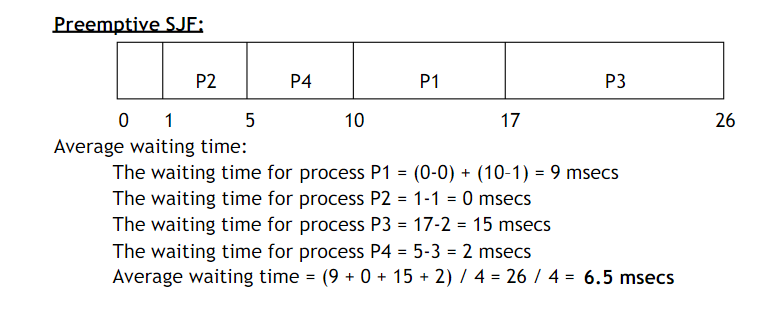 Preemptive SJF:
P2 P4 P1 P3
0 1 5 10 17 26
Average waiting time:
The waiting time for process P1 = (0-0) + (10-1) = 9 msecs
The waiting time for process P2 = 1-1 = 0 msecs
The waiting time for process P3 = 17-2 = 15 msecs
The waiting time for process P4 = 5-3 = 2 msecs
Average waiting time = (9 + 0 + 15 + 2) / 4 = 26 / 4 = 6.5 msecs